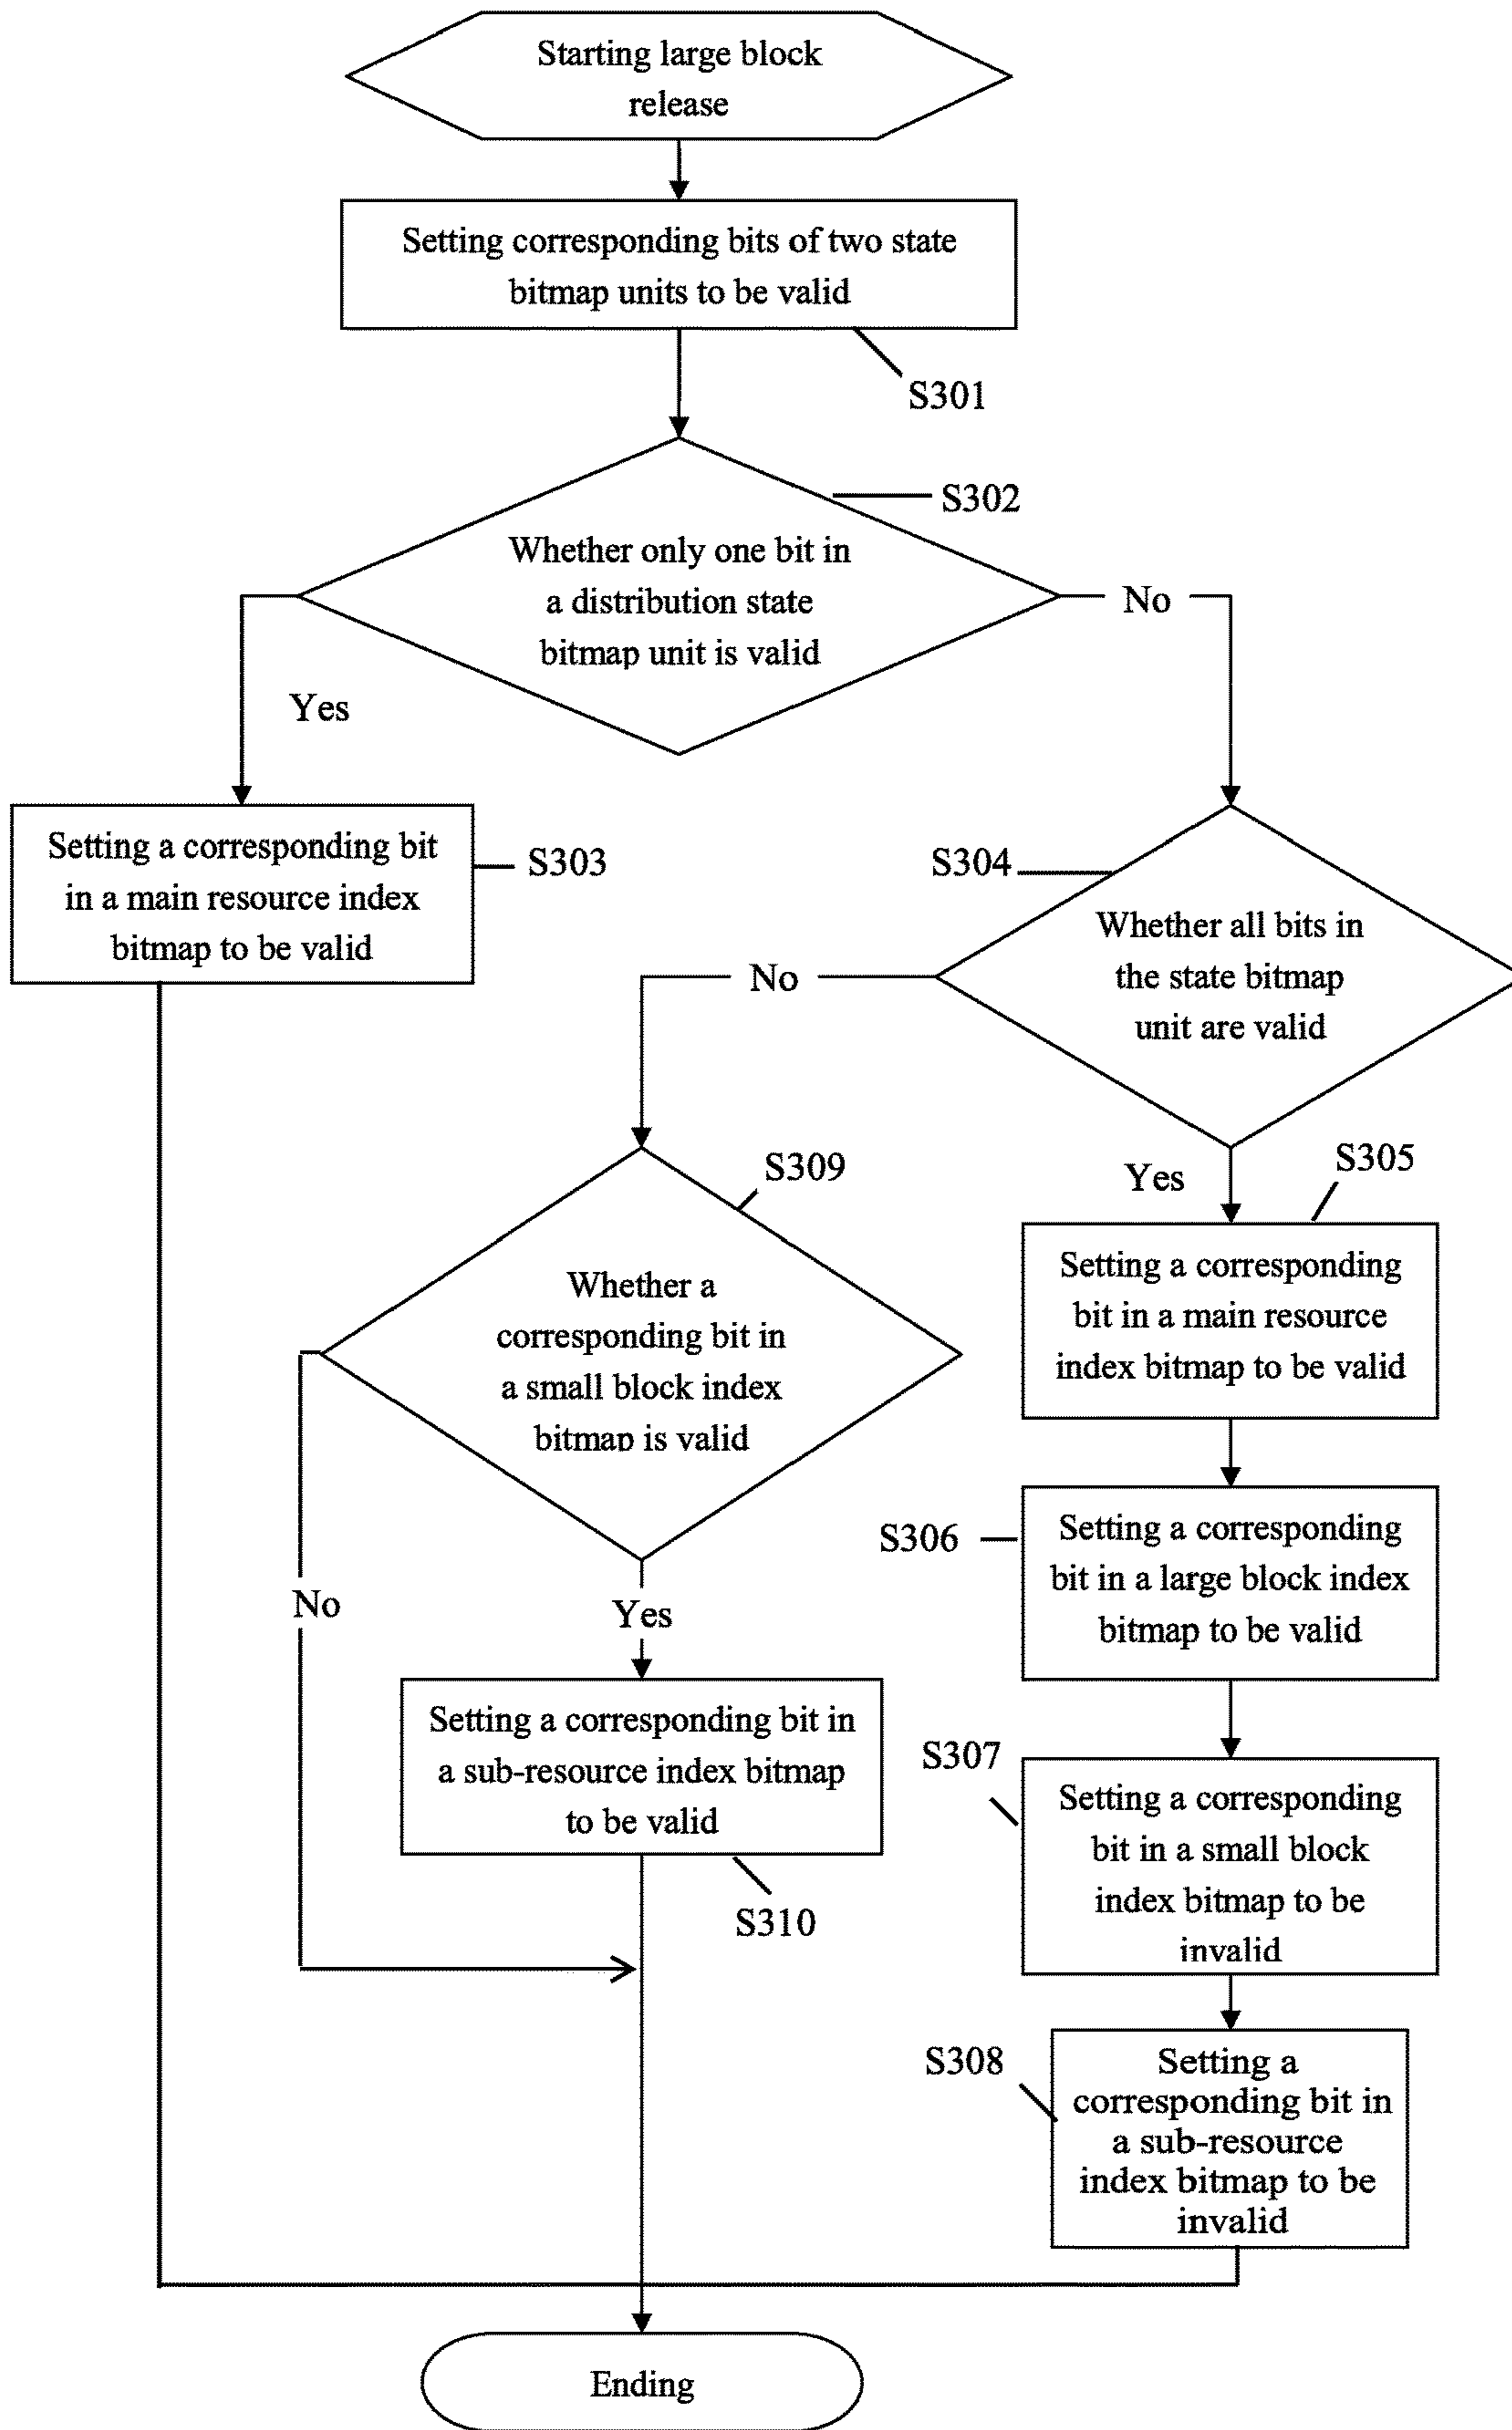 Starting large block
release
Setting corresponding bits of two state
bitmap units to be valid
S301
S302
Whether only one bit in
a distribution state
bitmap unit is valid
No
Yes
Setting a corresponding bit
in a main resource index
bitmap to be valid
S303
S304
Whether all bits in
the state bitmap
unit are valid
No
S309
Yes
S305
Whether a
corresponding bit in
a small block index
bitmap is valid
Setting a corresponding
bit in a main resource
index bitmap to be valid
S306
Setting a corresponding
bit in a large block index
bitmap to be valid
No
Yes
Setting a corresponding bit in
a sub-resource index bitmap
to be valid
S310
S307
Setting a corresponding
bit in a small block
index bitmap to be
invalid
S308
Setting a
corresponding bit in
a sub-resource
index bitmap to be
invalid
Ending